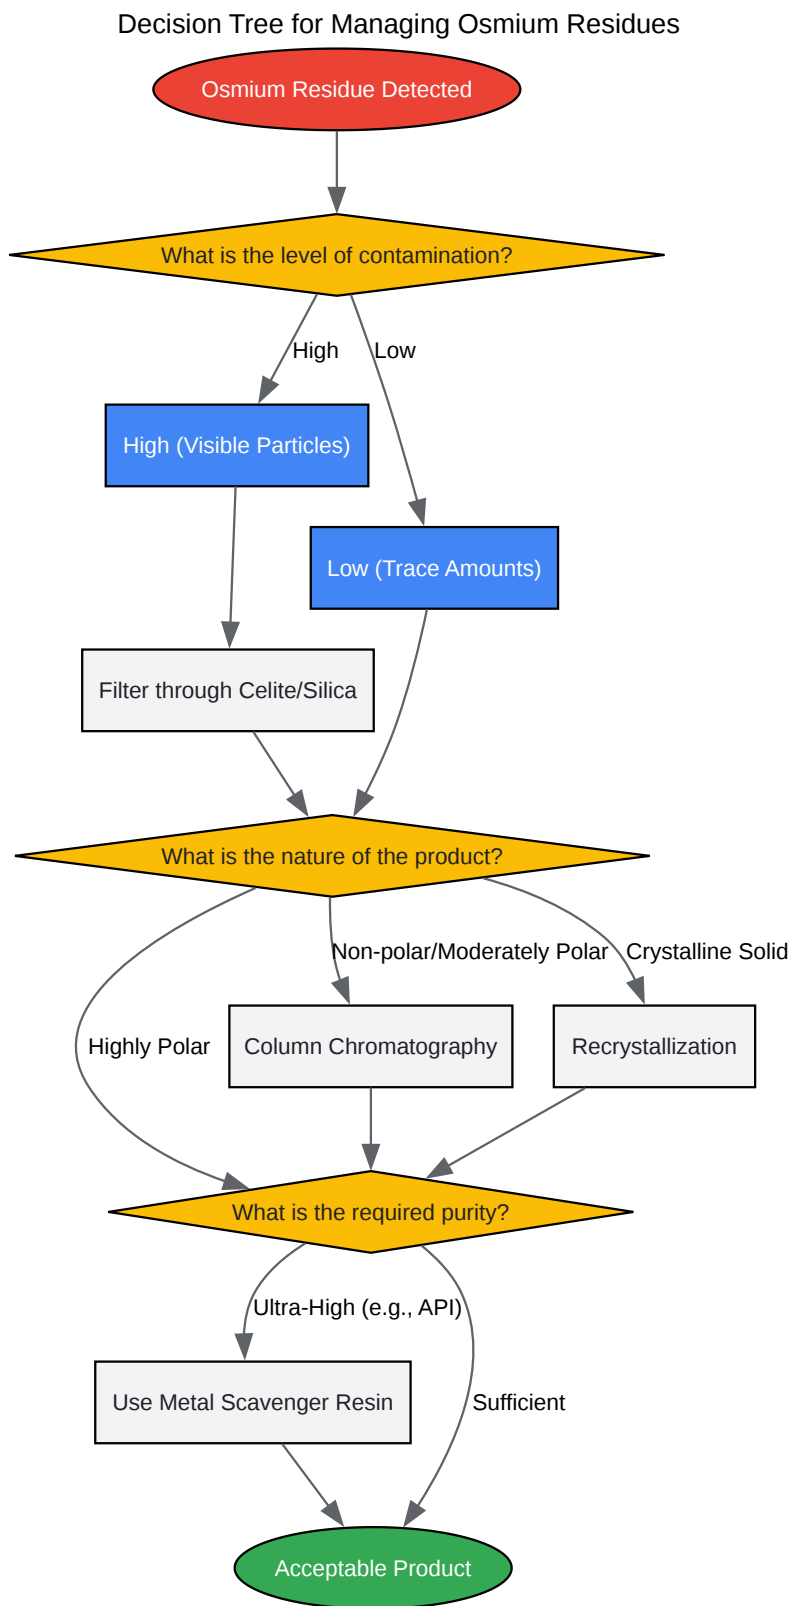 Decision Tree for Managing Osmium Residues
Osmium Residue Detected
What is the level of contamination?
High
Low
High (Visible Particles)
Low (Trace Amounts)
Filter through Celite/Silica
What is the nature of the product?
Non-polar/Moderately Polar
Crystalline Solid
Highly Polar
Column Chromatography
Recrystallization
What is the required purity?
Ultra-High (e.g., API)
Use Metal Scavenger Resin
Sufficient
Acceptable Product